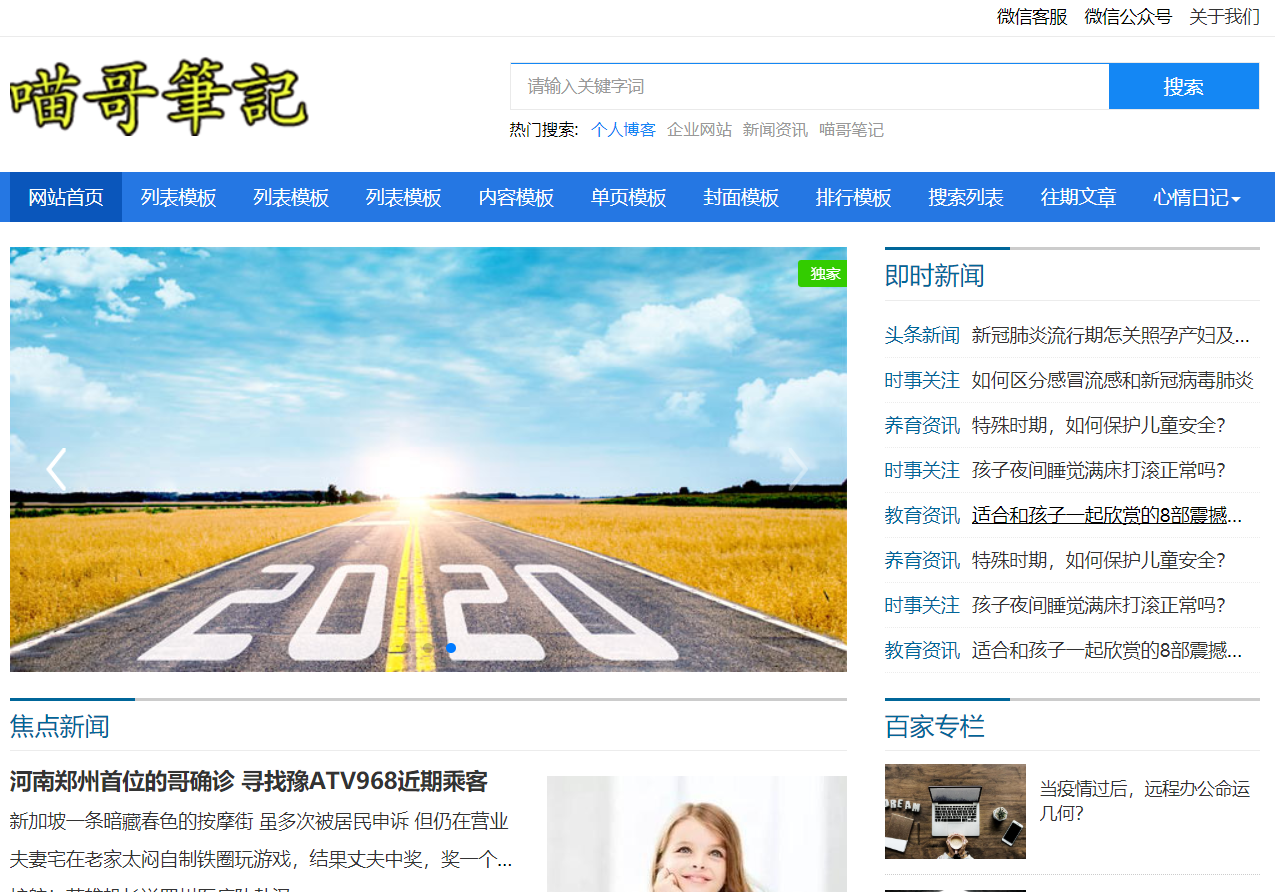 微信客服 微信公众号 关于我们
喵哥筆記
请输入关键字词 搜索
热门搜索: 个人博客 企业网站 新闻资讯 喵哥笔记
网站首页 列表模板 列表模板 列表模板 内容模板 单页模板 封面模板 排行模板 搜索列表 往期文章 心情日记
独家
2020
即时新闻
头条新闻 新冠肺炎流行期怎关照孕产妇及...
时事关注 如何区分感冒流感和新冠病毒肺炎
养育资讯 特殊时期，如何保护儿童安全?
时事关注 孩子夜间睡觉满床打滚正常吗?
教育资讯 适合和孩子一起欣赏的8部震撼...
养育资讯 特殊时期，如何保护儿童安全?
时事关注 孩子夜间睡觉满床打滚正常吗?
教育资讯 适合和孩子一起欣赏的8部震撼...
焦点新闻
河南郑州首位的哥确诊 寻找豫ATV968近期乘客
新加坡一条暗藏春色的按摩街 虽多次被居民申诉 但仍在营业
夫妻宅在老家太闷自制铁圈玩游戏，结果丈夫中奖，奖一个...
百家专栏
DREAM
当疫情过后，远程办公命运
几何?